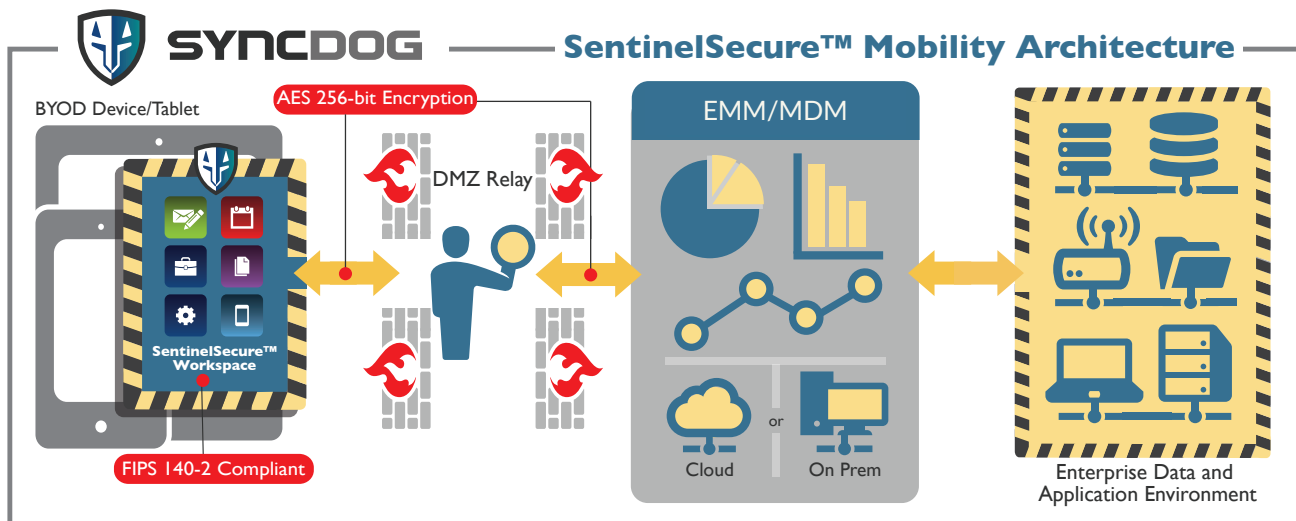 SYNCDOG
SentinelSecure™ Mobility Architecture
BYOD Device/Tablet
AES 256-bit Encryption
EMM/MDM
DMZ Relay
SentinelSecure™
Workspace
FIPS 140-2 Compliant
Cloud
or
On Prem
Enterprise Data and
Application Environment